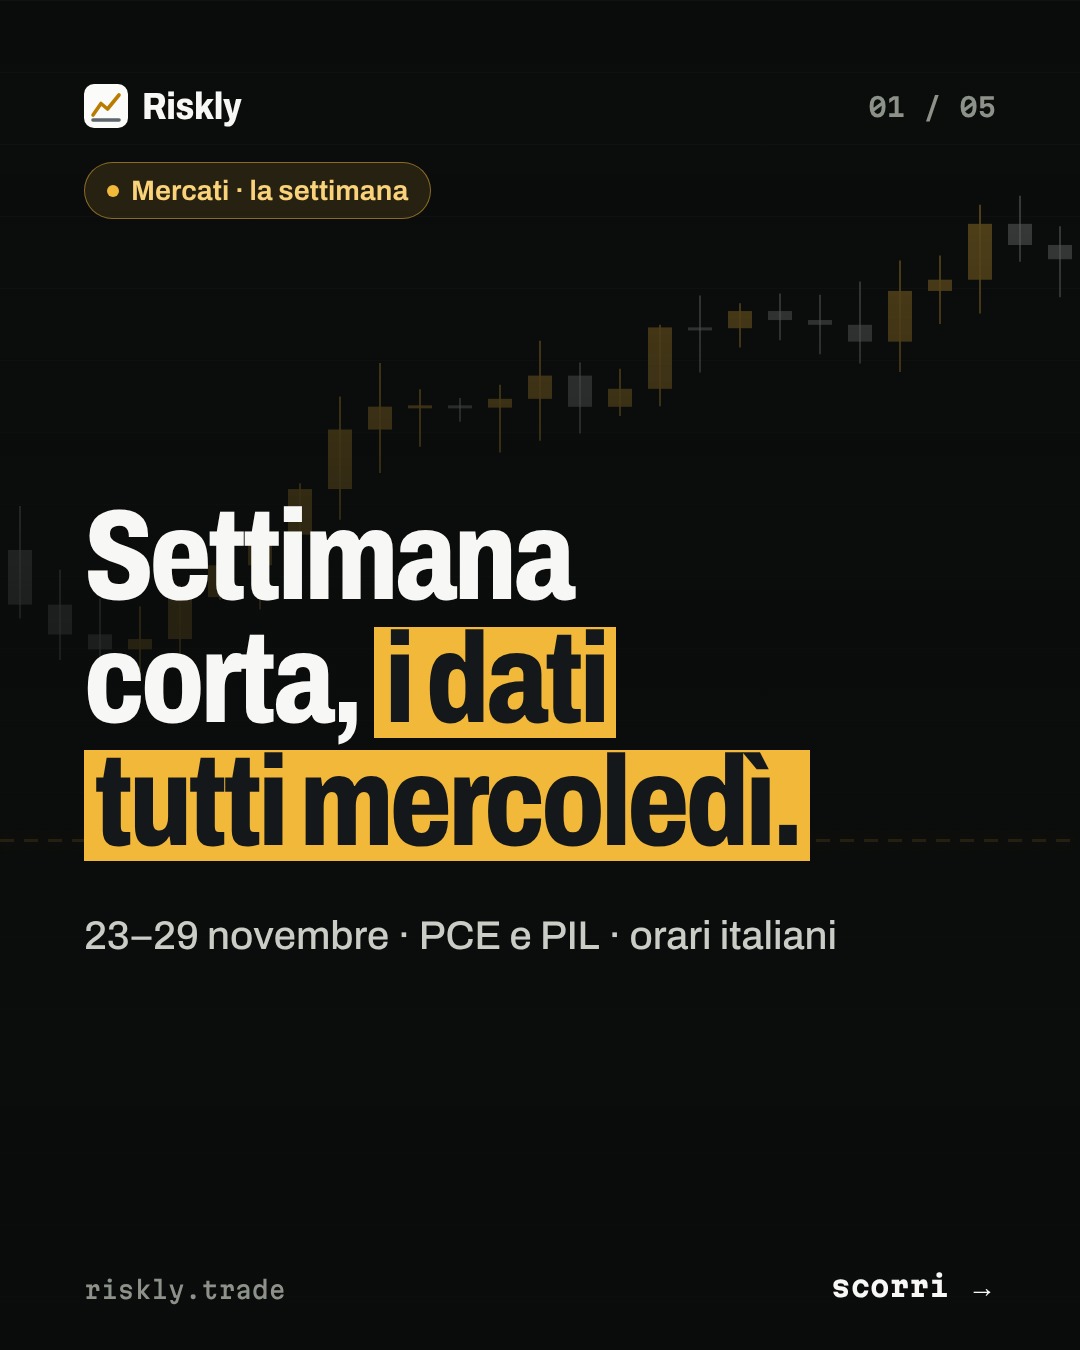 Riskly
01 / 05
Mercati · la settimana
Settimana
corta, i dati
tutti mercoledì.
23–29 novembre · PCE e PIL · orari italiani
riskly.trade
scorri →